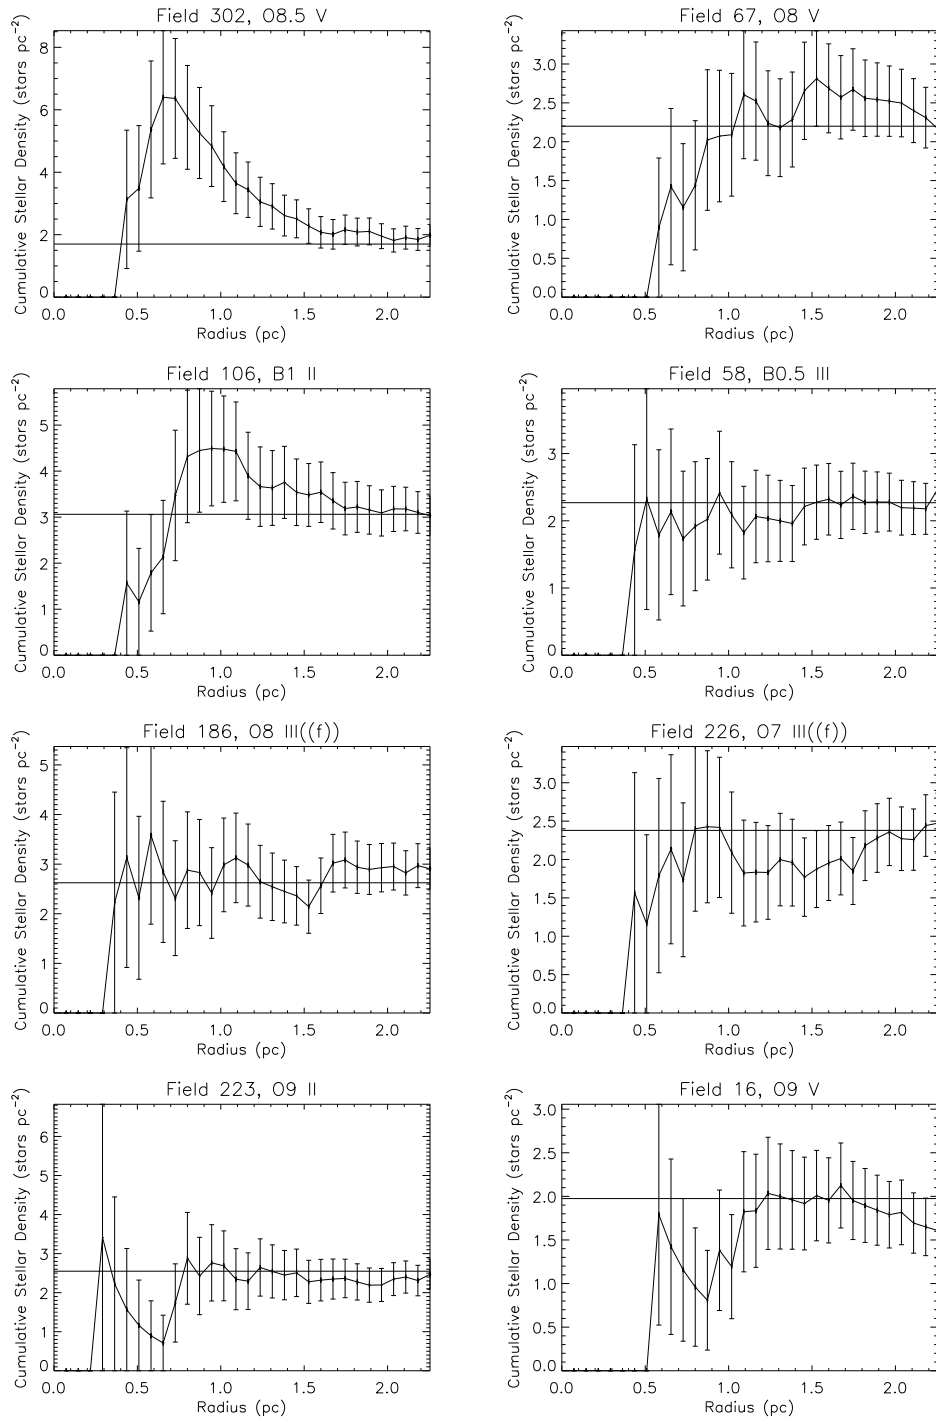 Field 302, O8.5 V
Cumulative Stellar Density (stars pc⁻²)
8
6
4
2
0
0.0 0.5 1.0 1.5 2.0
Radius (pc)
Field 67, O8 V
Cumulative Stellar Density (stars pc⁻²)
3.0
2.5
2.0
1.5
1.0
0.5
0.0
0.0 0.5 1.0 1.5 2.0
Radius (pc)
Field 106, B1 II
Cumulative Stellar Density (stars pc⁻²)
5
4
3
2
1
0
0.0 0.5 1.0 1.5 2.0
Radius (pc)
Field 58, B0.5 III
Cumulative Stellar Density (stars pc⁻²)
3
2
1
0
0.0 0.5 1.0 1.5 2.0
Radius (pc)
Field 186, O8 III((f))
Cumulative Stellar Density (stars pc⁻²)
5
4
3
2
1
0
0.0 0.5 1.0 1.5 2.0
Radius (pc)
Field 226, O7 III((f))
Cumulative Stellar Density (stars pc⁻²)
3.0
2.5
2.0
1.5
1.0
0.5
0.0
0.0 0.5 1.0 1.5 2.0
Radius (pc)
Field 223, O9 II
Cumulative Stellar Density (stars pc⁻²)
6
5
4
3
2
1
0
0.0 0.5 1.0 1.5 2.0
Radius (pc)
Field 16, O9 V
Cumulative Stellar Density (stars pc⁻²)
3.0
2.5
2.0
1.5
1.0
0.5
0.0
0.0 0.5 1.0 1.5 2.0
Radius (pc)